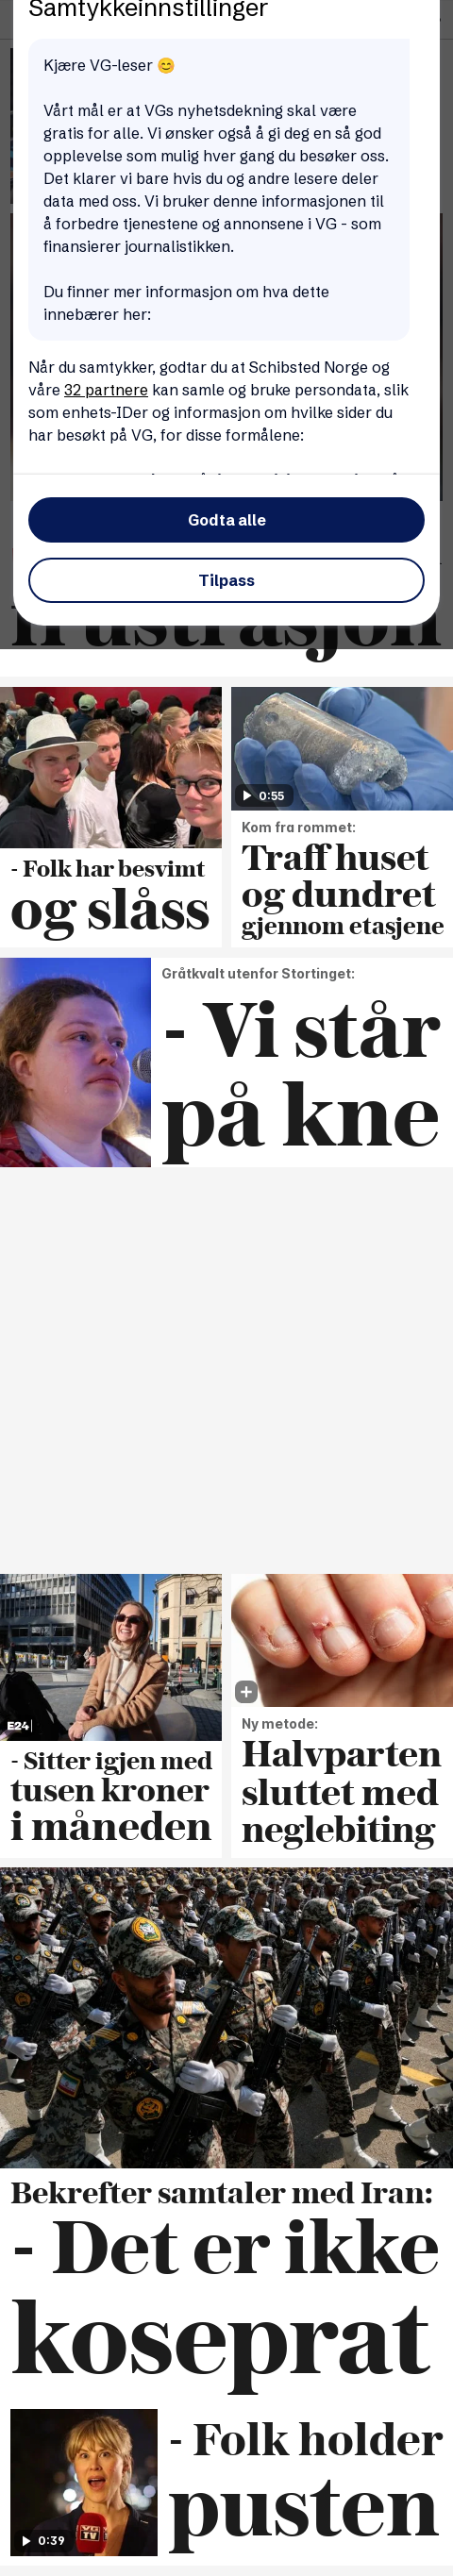 Samtykkeinnstillinger
Kjære VG-leser 😊
Vårt mål er at VGs nyhetsdekning skal være
gratis for alle. Vi ønsker også å gi deg en så god
opplevelse som mulig hver gang du besøker oss.
Det klarer vi bare hvis du og andre lesere deler
data med oss. Vi bruker denne informasjonen til
å forbedre tjenestene og annonsene i VG - som
finansierer journalistikken.
Du finner mer informasjon om hva dette
innebærer her:
Når du samtykker, godtar du at Schibsted Norge og
våre 32 partnere kan samle og bruke persondata, slik
som enhets-IDer og informasjon om hvilke sider du
har besøkt på VG, for disse formålene:
Godta alle
Tilpass
frustrasjon
- Folk har besvimt
og slåss
0:55
Kom fra rommet:
Traff huset
og dundret
gjennom etasjene
Gråtkvalt utenfor Stortinget:
- Vi står
på kne
E24
- Sitter igjen med
tusen kroner
i måneden
Ny metode:
Halvparten
sluttet med
neglebiting
Bekrefter samtaler med Iran:
- Det er ikke
koseprat
VG
TV
0:39
- Folk holder
pusten